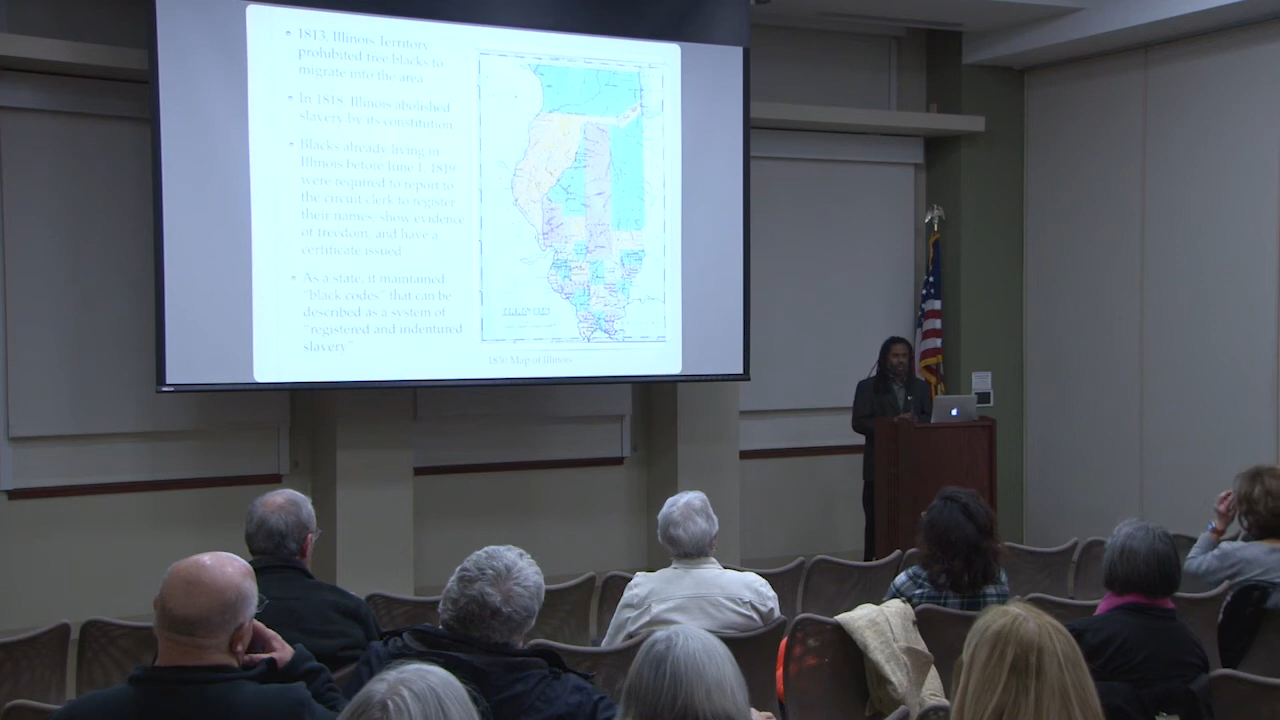 1813, Illinois Territory
prohibited free blacks to
migrate into the area
In 1818, Illinois abolished
slavery by its constitution
Blacks already living in
Illinois before June 1, 1819
were required to report to
the circuit clerk to register
their names, show evidence
of freedom, and have a
certificate issued
As a state, it maintained
"black codes" that can be
described as a system of
"registered and indentured
slavery"
1830 Map of Illinois